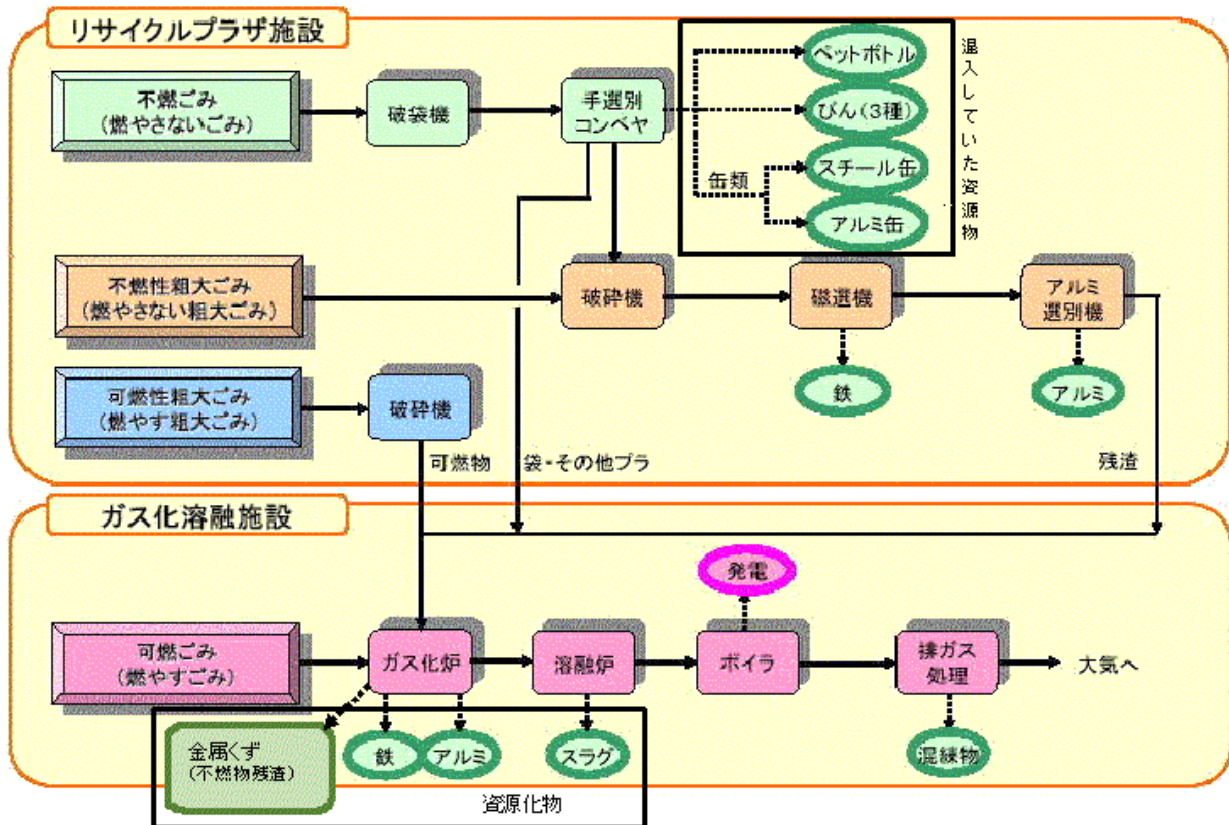 リサイクルプラザ施設
不燃ごみ
(燃やさないごみ)
破袋機
手選別
コンベヤ
ペットボトル
びん(3種)
缶類
スチール缶
アルミ缶
混入していた資源物
不燃性粗大ごみ
(燃やさない粗大ごみ)
破砕機
磁選機
アルミ
選別機
鉄
アルミ
可燃性粗大ごみ
(燃やす粗大ごみ)
破砕機
可燃物
袋・その他プラ
残渣
ガス化溶融施設
発電
可燃ごみ
(燃やすごみ)
ガス化炉
溶融炉
ボイラ
排ガス
処理
大気へ
金属くず
(不燃物残渣)
鉄
アルミ
スラグ
混練物
資源化物